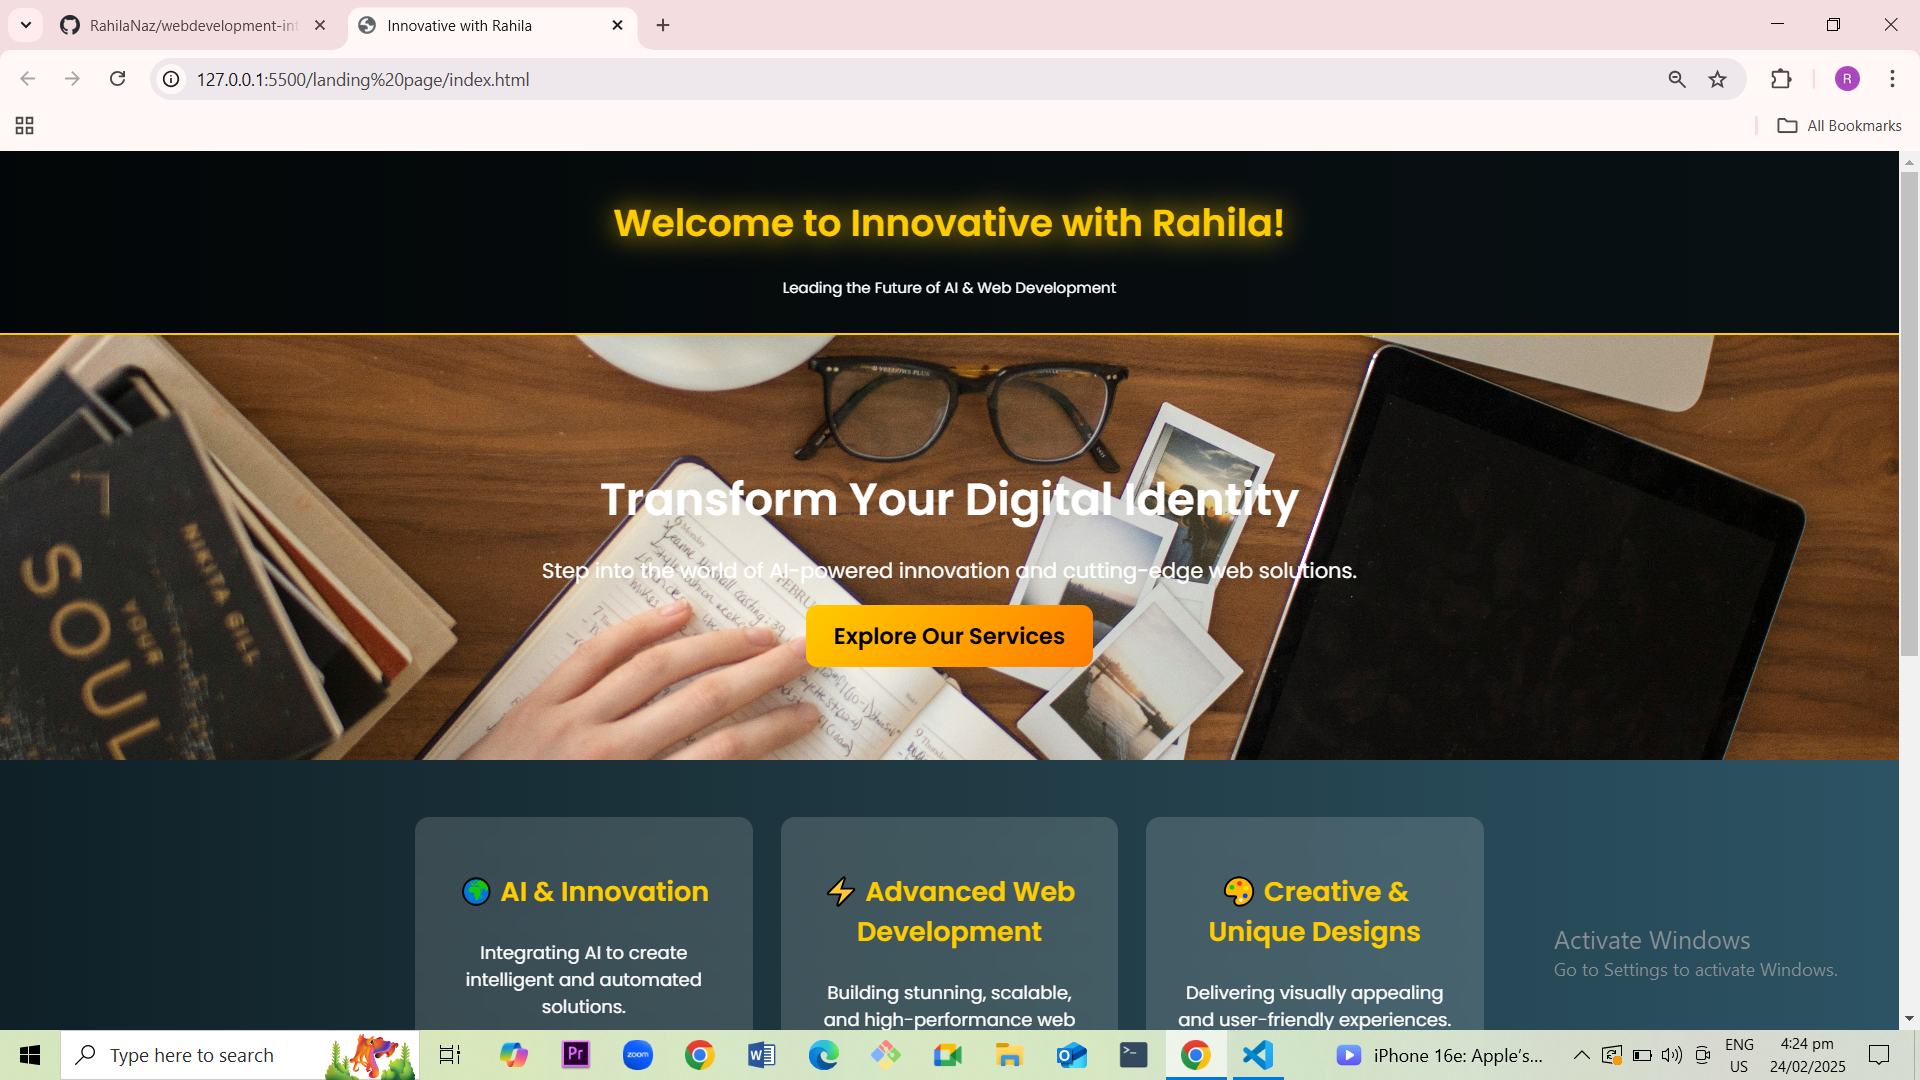 RahilaNaz/webdevelopment-int
Innovative with Rahila
127.0.0.1:5500/landing%20page/index.html
R
All Bookmarks
Welcome to Innovative with Rahila!
Leading the Future of AI & Web Development
YELLOWS PLUS
Transform Your Digital Identity
Step into the world of AI-powered innovation and cutting-edge web solutions.
Explore Our Services
NIKITA GILL
YOUR
SOUL
AI & Innovation
Integrating AI to create
intelligent and automated
solutions.
Advanced Web
Development
Building stunning, scalable,
and high-performance web
Creative &
Unique Designs
Delivering visually appealing
and user-friendly experiences.
Activate Windows
Go to Settings to activate Windows.
Type here to search
Pr
zoom
iPhone 16e: Apple's...
ENG
US
4:24 pm
24/02/2025